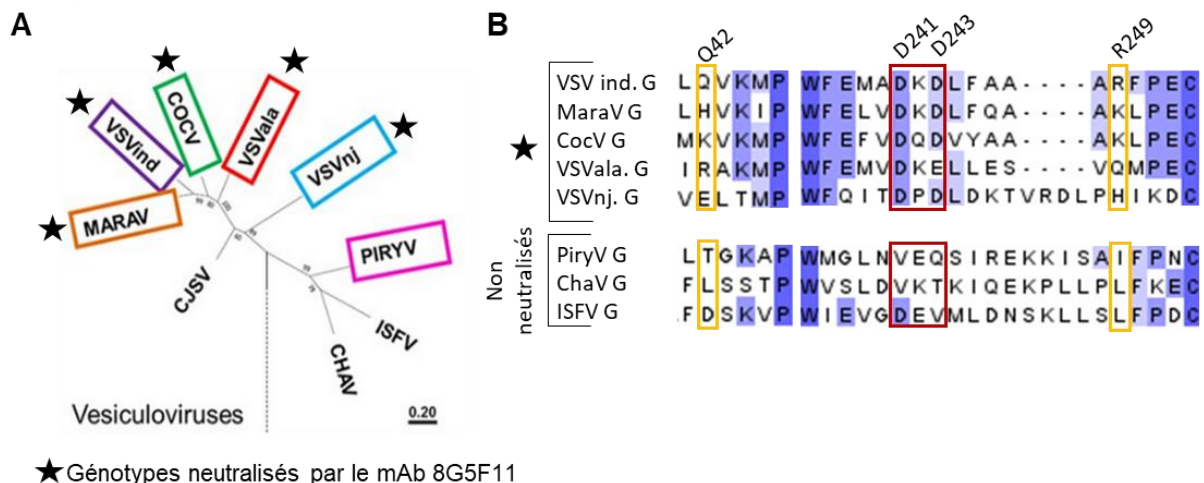 A
COCV
VSVala
VSVind
VSVnj
MARAV
PIRYV
CJSV
ISFV
CHAV
Vesiculoviruses
0.20
Génotypes neutralisés par le mAb 8G5F11
B
Q42 D241 D243 R249
VSV ind. G LQVKMP WFEMADKDLFAA----ARFPEC
MaraV G LHVKIP WFELVDKDLFQA----AKLPEC
CocV G MKVKMP WFEFVDQDVYAA----AKLPEC
VSVala. G IRAKMP WFEMVDKELLES----VQMPEC
VSVnj. G VELTMP WFQITDPDLDKTVRDLPHIKDC
Non
neutralisés
PiryV G LTGKAP WMGLNVEQSIREKKISAIFPNC
ChaV G FLSSTP WVSLDVKTKIQEKPLLPLFKEC
ISFV G FDSKVP WIEVGDEVMLDNSKLLSLFPDC